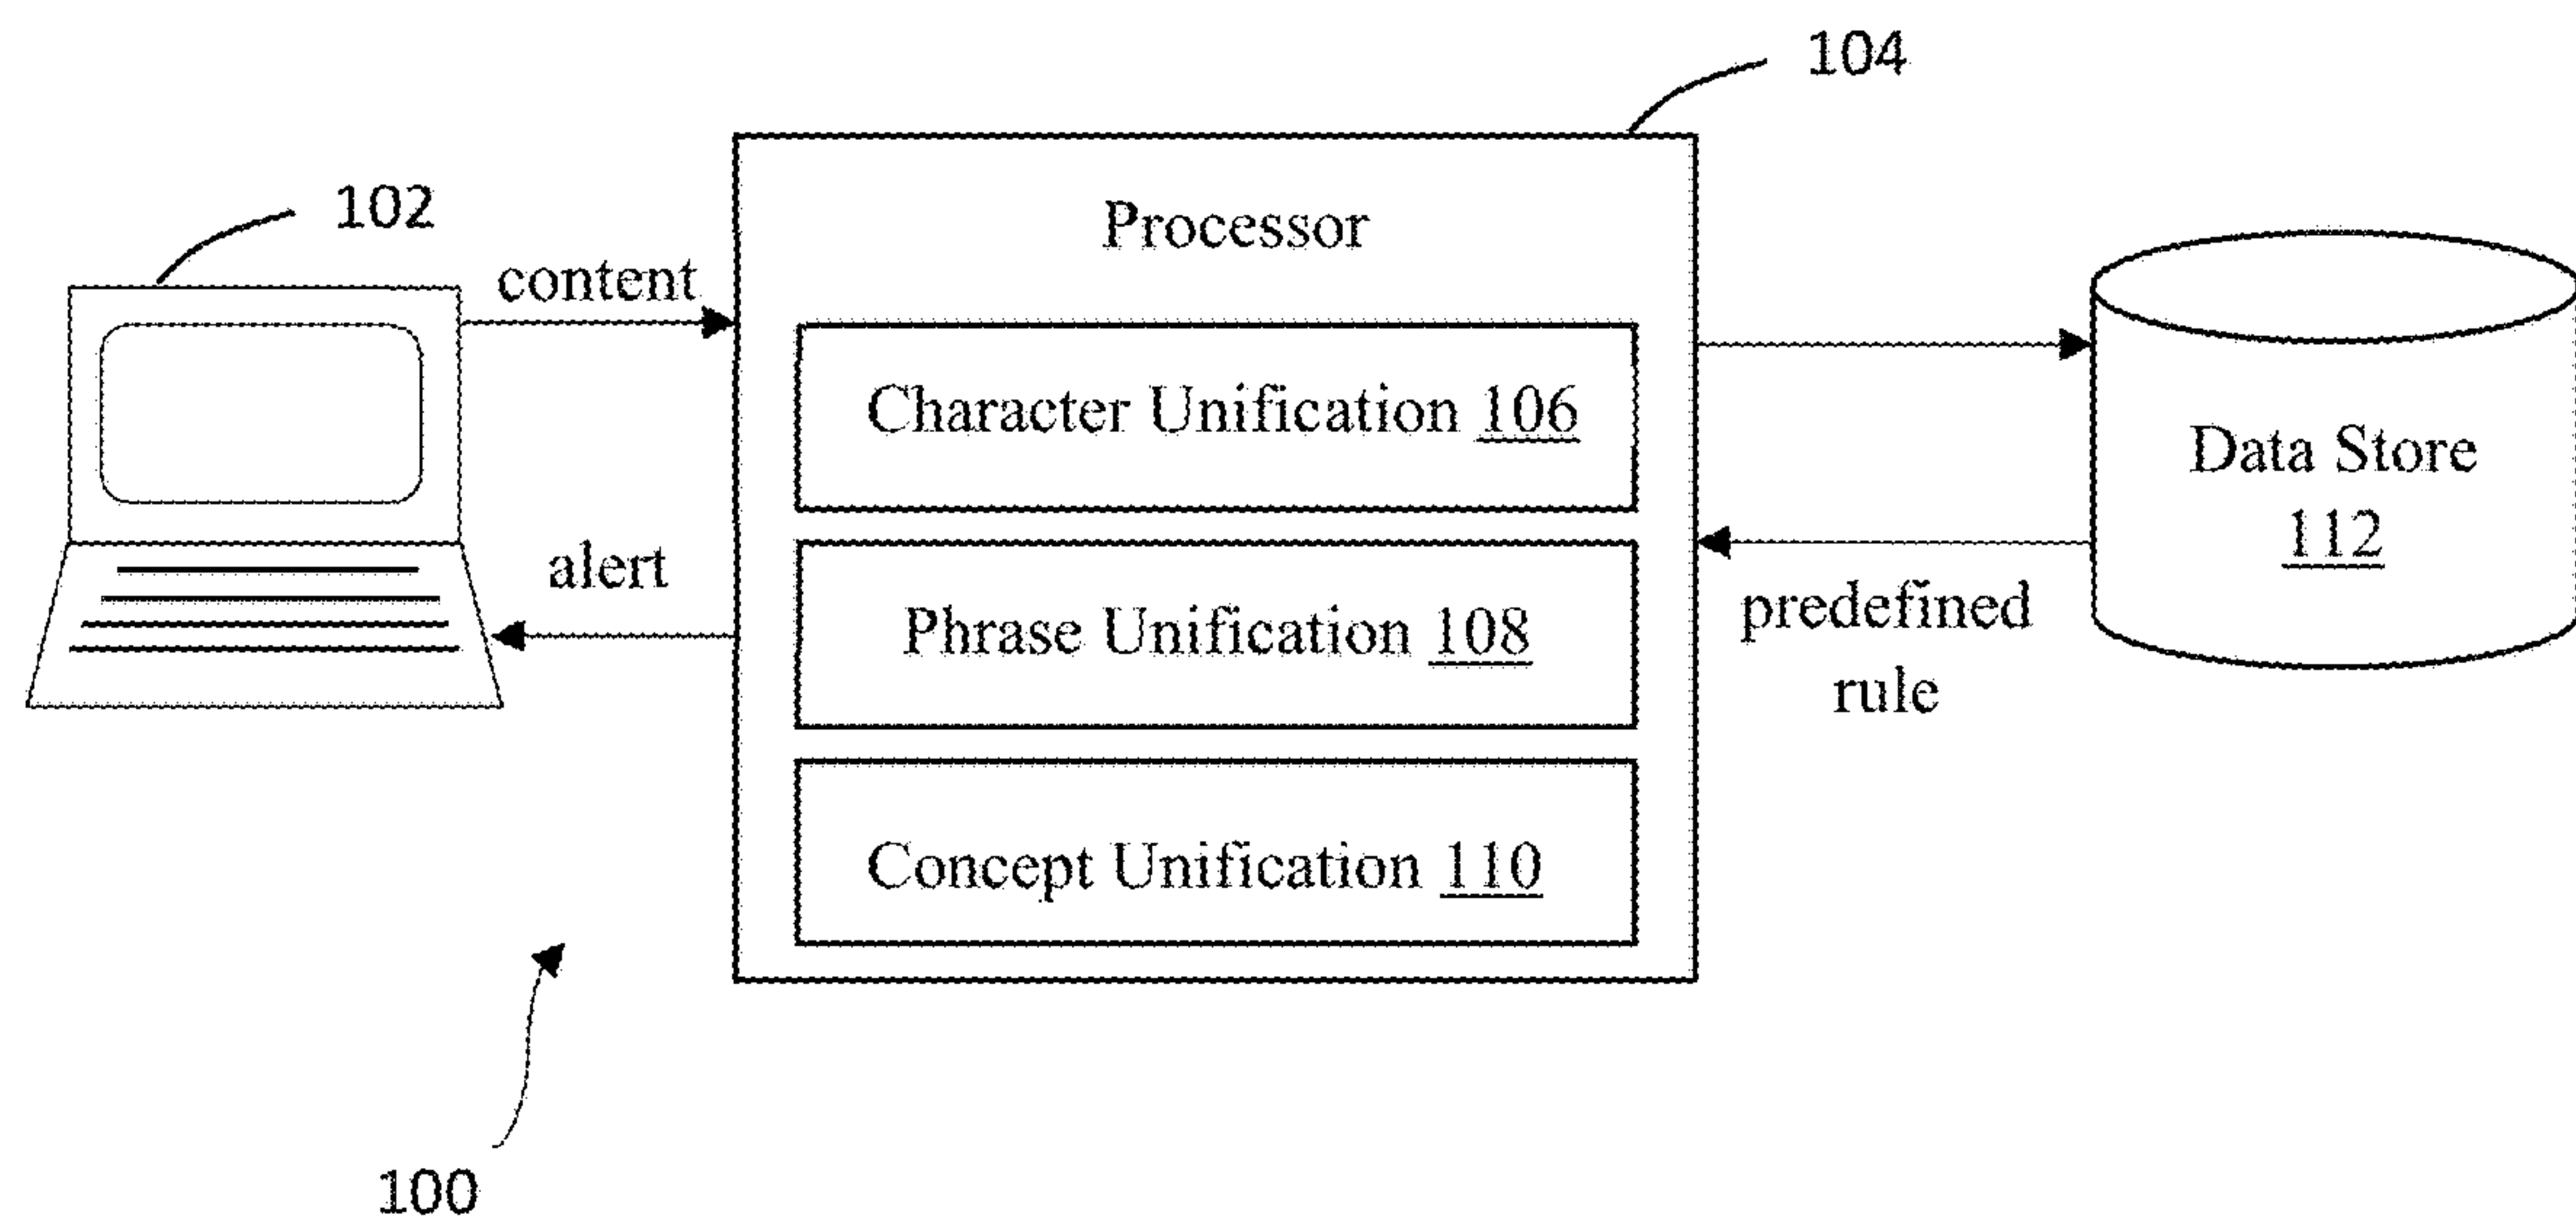 104
102
Processor
content
Character Unification 106
Data Store
112
alert
predefined
rule
Phrase Unification 108
Concept Unification 110
100